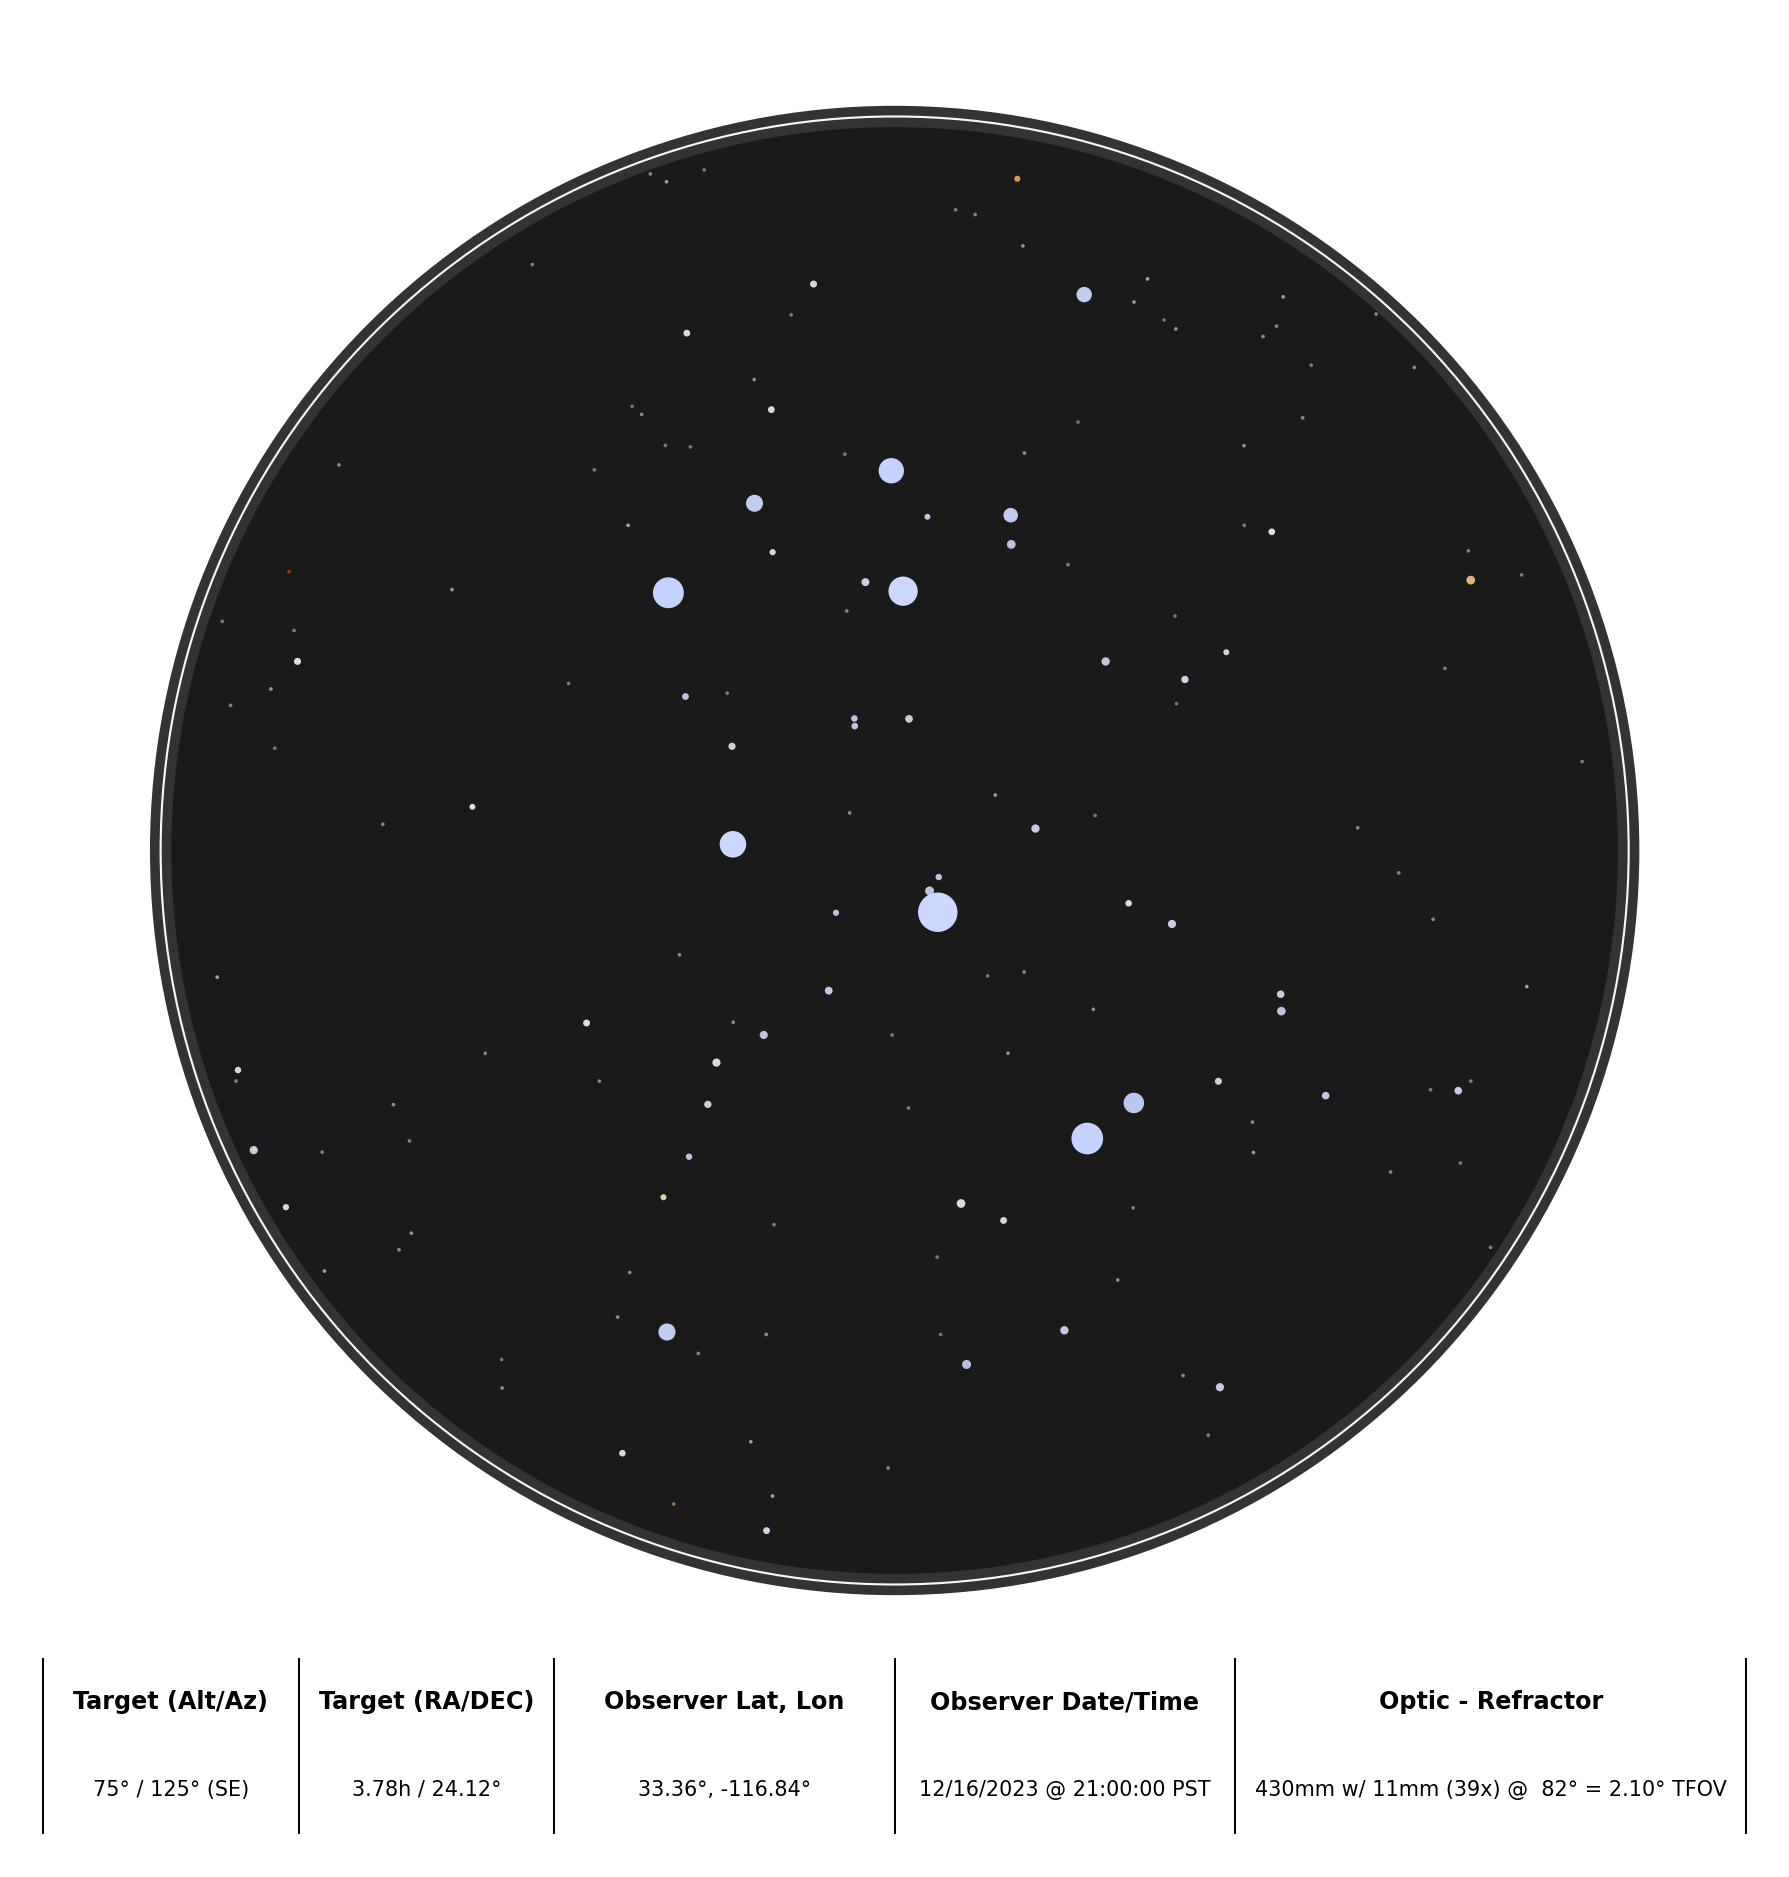 Target (Alt/Az)
Target (RA/DEC)
Observer Lat, Lon
Observer Date/Time
Optic - Refractor
75° / 125° (SE)
3.78h / 24.12°
33.36°, -116.84°
12/16/2023 @ 21:00:00 PST
430mm w/ 11mm (39x) @  82° = 2.10° TFOV